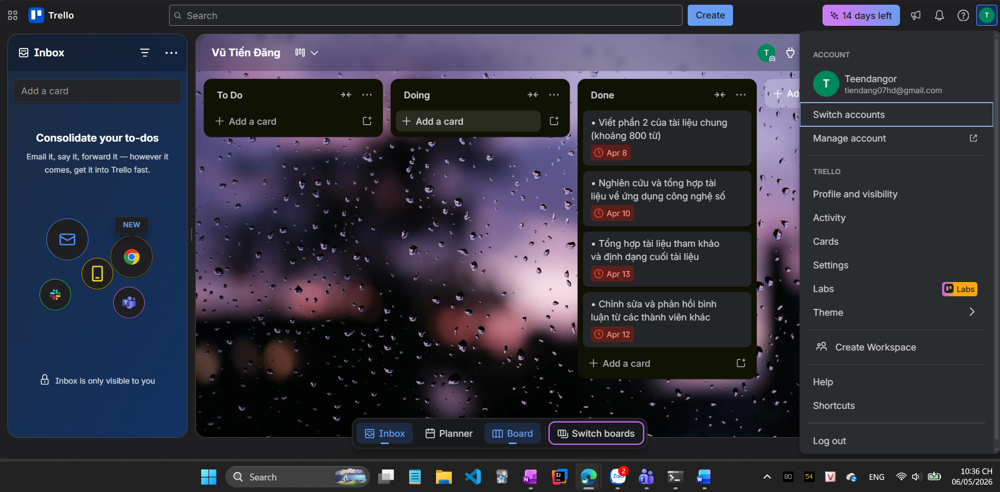 Trello
Search
Create
14 days left
T
Inbox
Add a card
Consolidate your to-dos
Email it, say it, forward it — however it
comes, get it into Trello fast.
NEW
Inbox is only visible to you
Vũ Tiến Đăng
T
To Do
Add a card
Doing
Add a card
Done
• Viết phần 2 của tài liệu chung
(khoảng 800 từ)
Apr 8
• Nghiên cứu và tổng hợp tài
liệu về ứng dụng công nghệ số
Apr 10
• Tổng hợp tài liệu tham khảo
và định dạng cuối tài liệu
Apr 13
• Chỉnh sửa và phản hồi bình
luận từ các thành viên khác
Apr 12
Add a card
Ad
ACCOUNT
T
Teendangor
tiendang07hd@gmail.com
Switch accounts
Manage account
TRELLO
Profile and visibility
Activity
Cards
Settings
Labs
Labs
Theme
Create Workspace
Help
Shortcuts
Log out
Inbox
Planner
Board
Switch boards
Search
Zalo
2
80
54
ENG
10:36 CH
06/05/2026